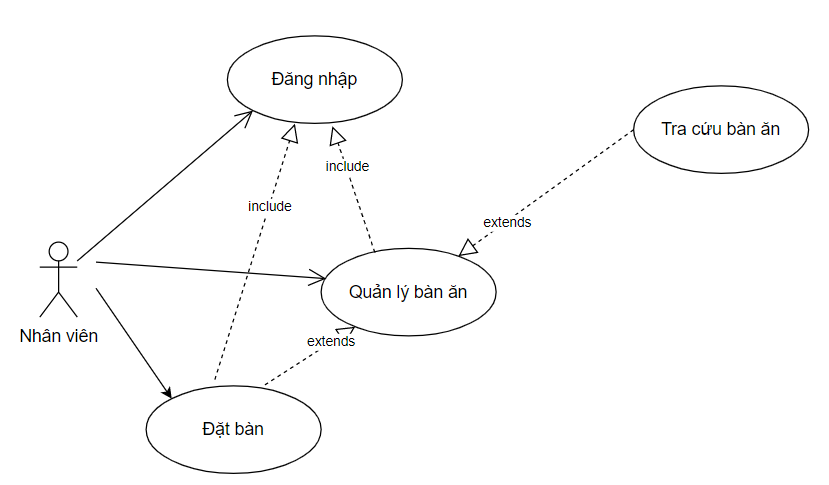 Đăng nhập
Tra cứu bàn ăn
include
include
extends
Quản lý bàn ăn
Nhân viên
extends
Đặt bàn